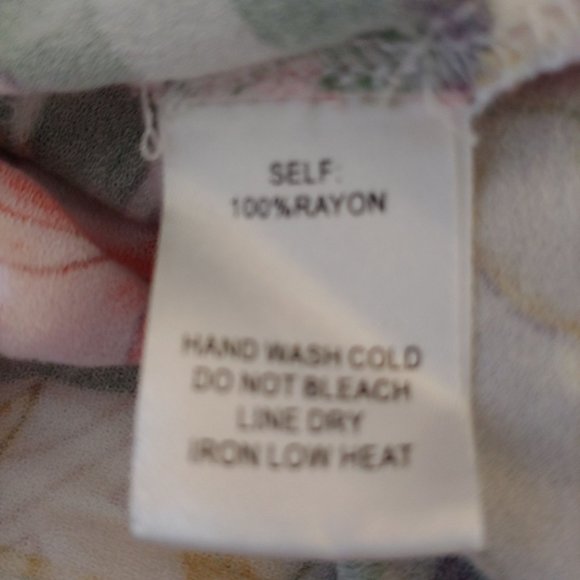 SELF:
100%RAYON
HAND WASH COLD
DO NOT BLEACH
LINE DRY
IRON LOW HEAT